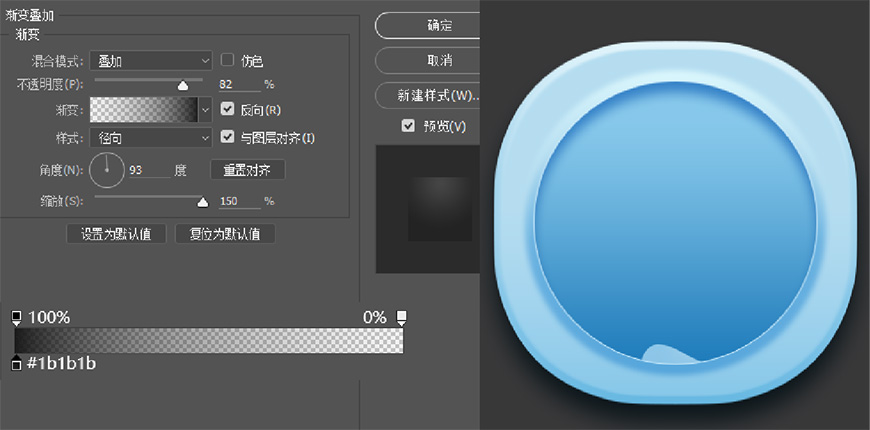 渐变叠加
渐变
混合模式: 叠加 仿色
不透明度(P): 82 %
渐变: 反向(R)
样式: 径向 与图层对齐(I)
角度(N): 93 度 重置对齐
缩放(S): 150 %
设置为默认值 复位为默认值
确定
取消
新建样式(W)...
预览(V)
100% 0%
#1b1b1b